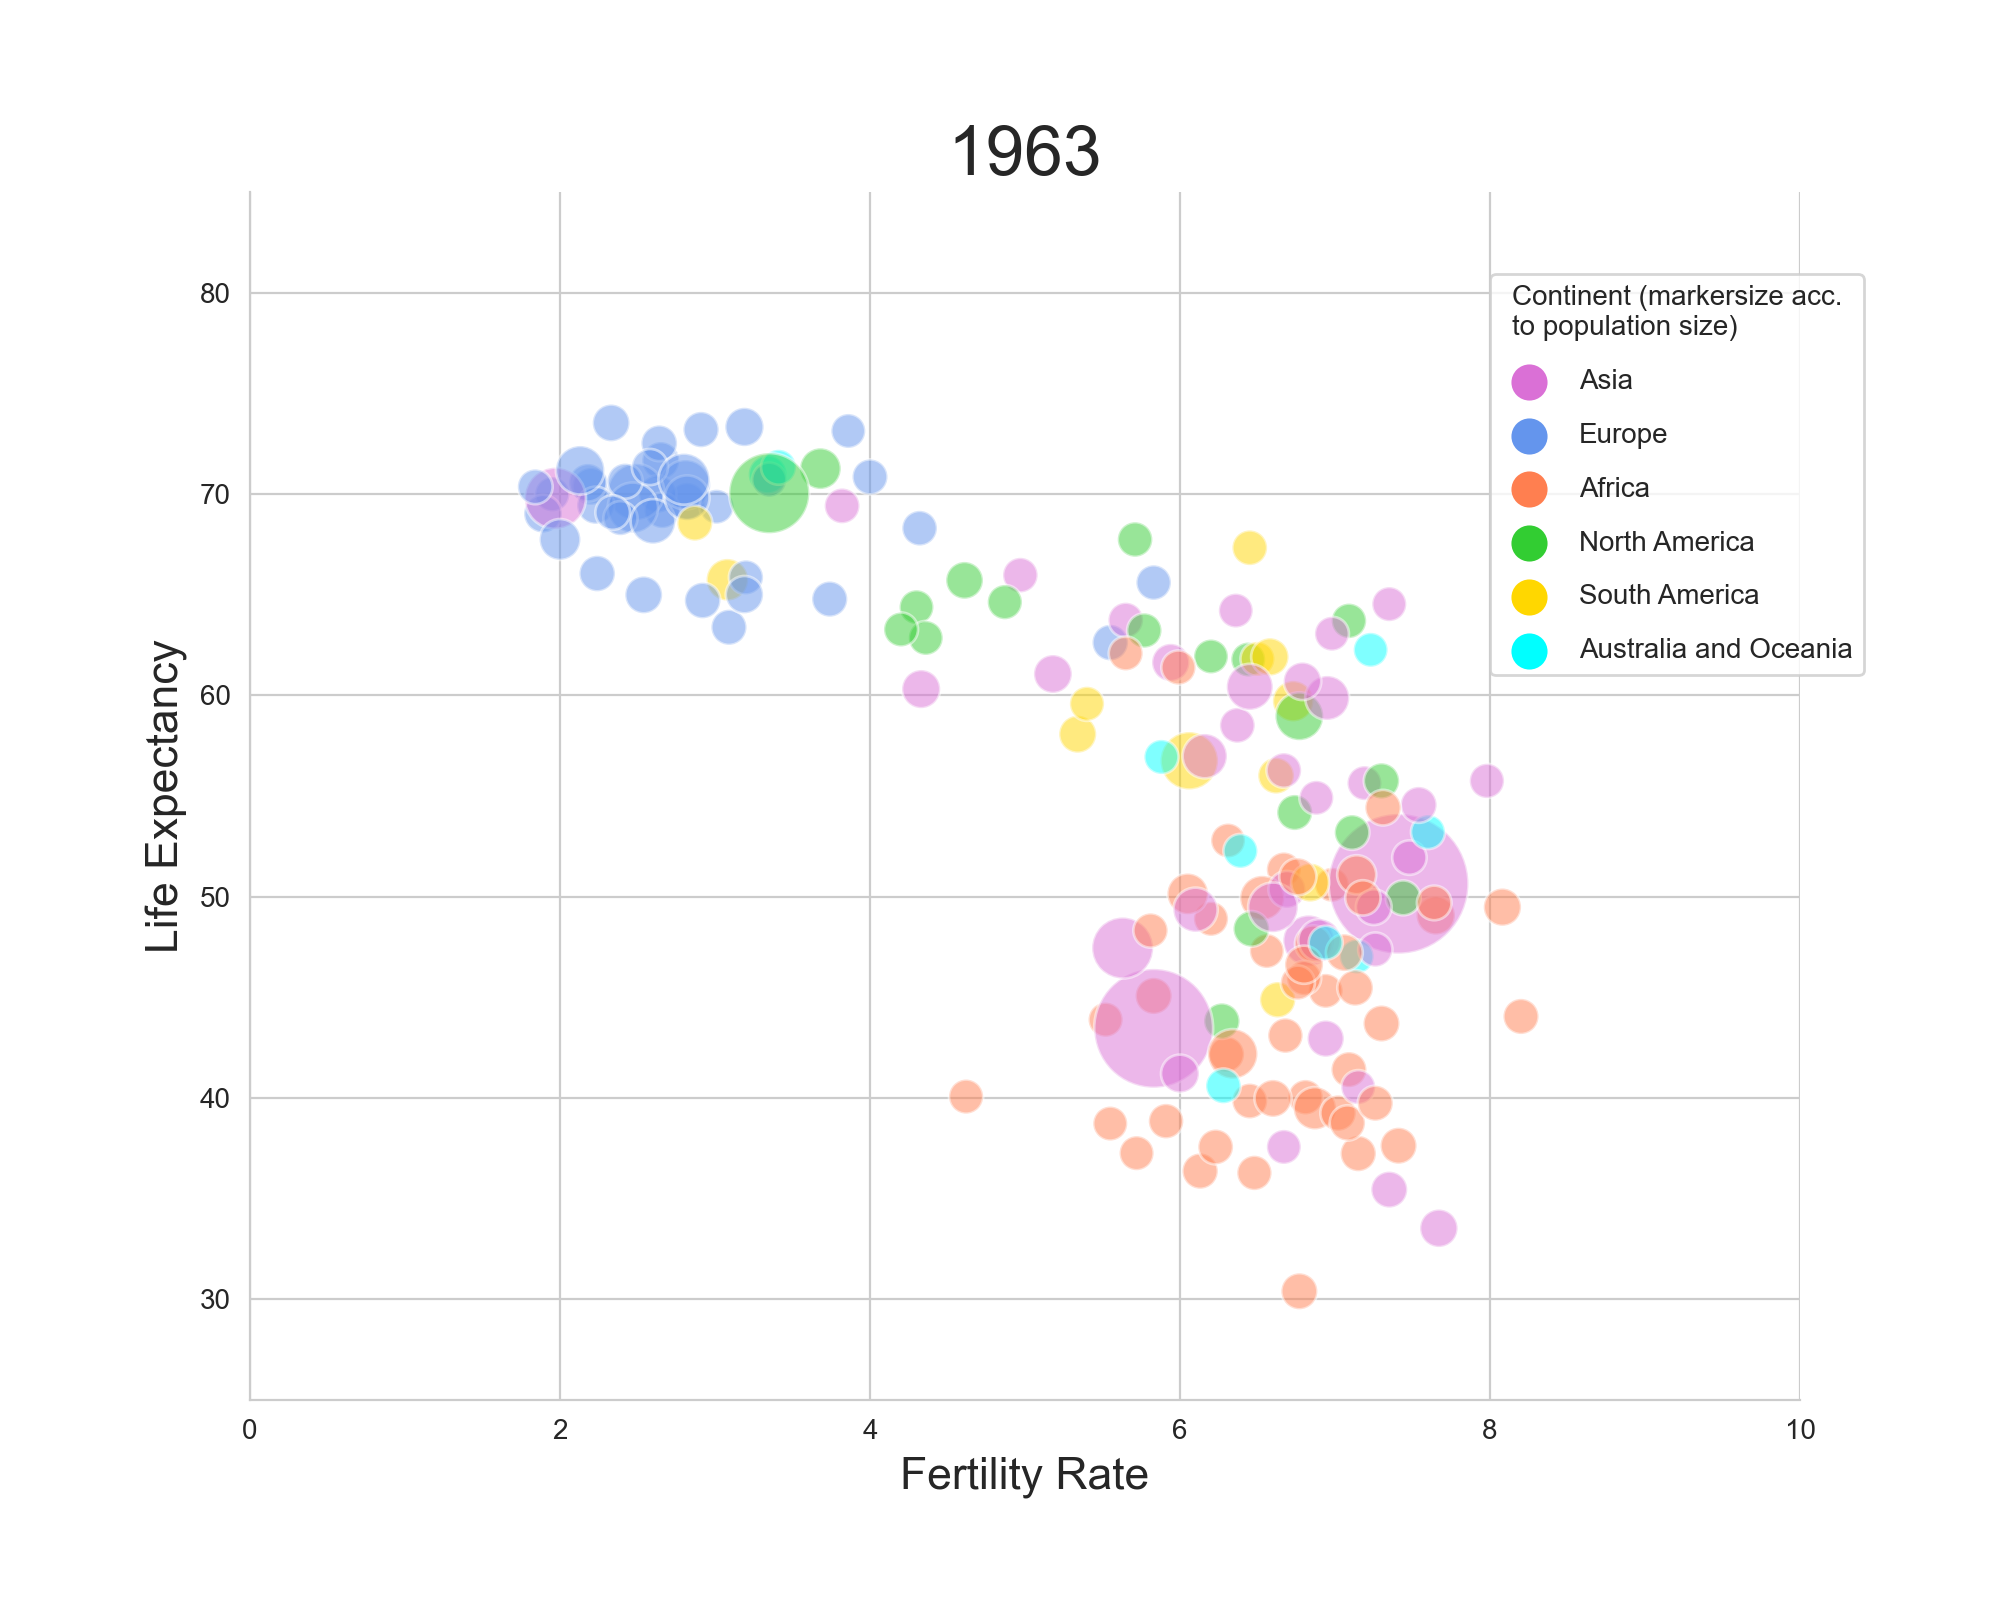 1963
80
70
60
50
40
30
Life Expectancy
0 2 4 6 8 10
Fertility Rate
Continent (markersize acc.
to population size)
Asia
Europe
Africa
North America
South America
Australia and Oceania